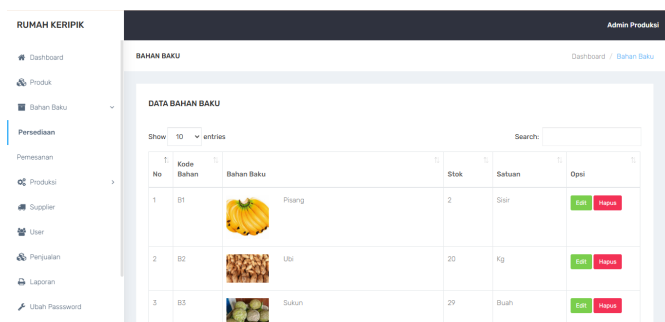 RUMAH KERIPIK
Admin Produksi
Dashboard
Produk
Bahan Baku
Persediaan
Pemesanan
Produksi
Supplier
User
Penjualan
Laporan
Ubah Passsword
BAHAN BAKU
Dashboard / Bahan Baku
DATA BAHAN BAKU
Show 10 entries
Search:
No Kode Bahan Bahan Baku Stok Satuan Opsi
1 B1 Pisang 2 Sisir Edit Hapus
2 B2 Ubi 20 Kg Edit Hapus
3 B3 Sukun 29 Buah Edit Hapus